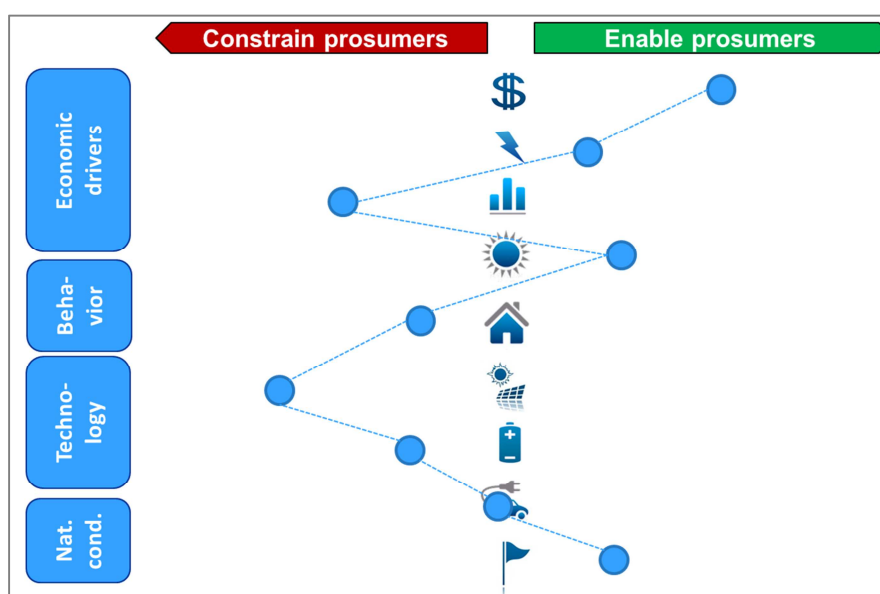 Constrain prosumers
Enable prosumers
$
Economic
drivers
Beha-
vior
Techno-
logy
+
−
Nat.
cond.